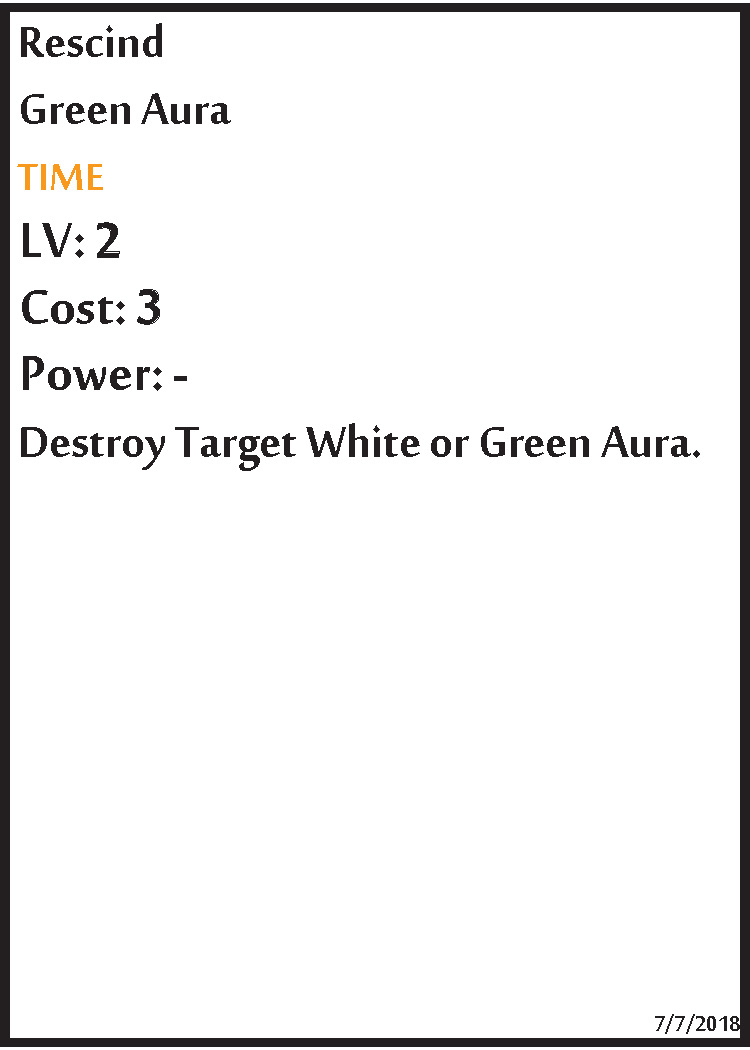 Rescind
Green Aura
TIME
LV: 2
Cost: 3
Power: -
Destroy Target White or Green Aura.
7/7/2018